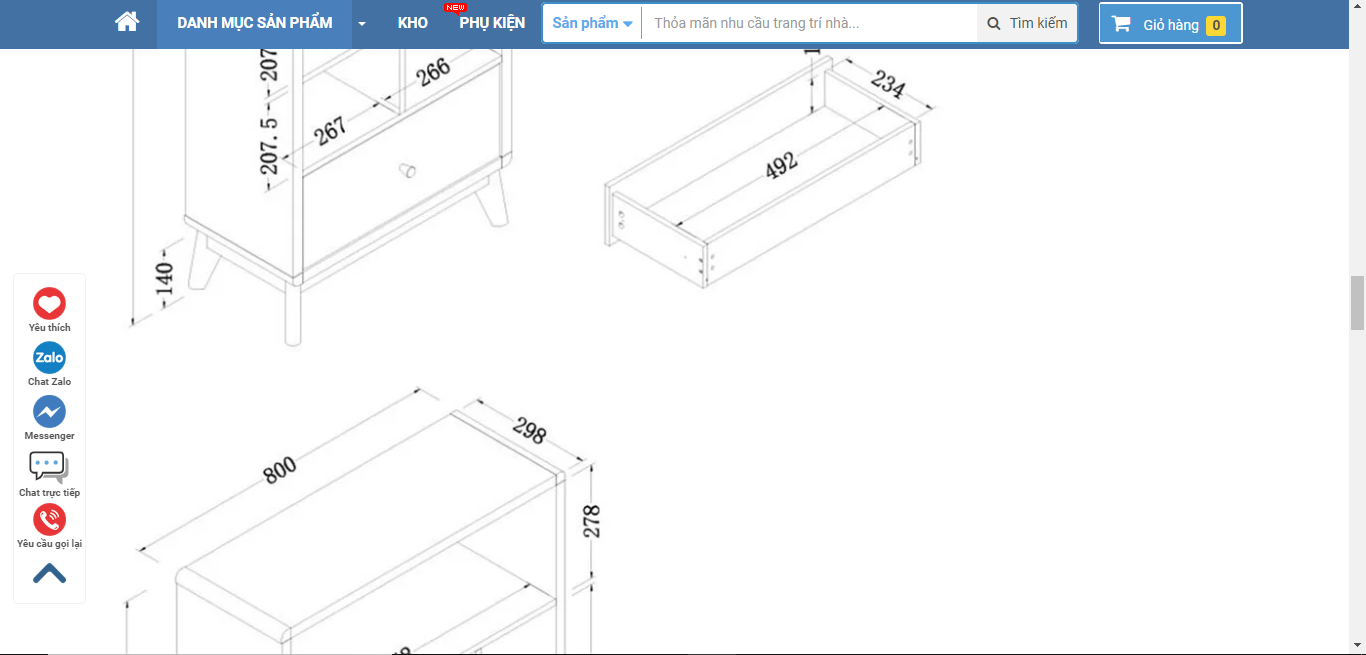 DANH MỤC SẢN PHẨM
KHO
NEW
PHỤ KIỆN
Sản phẩm
Thỏa mãn nhu cầu trang trí nhà...
Tìm kiếm
Giỏ hàng 0
207
266
267
207.5
140
234
492
Yêu thích
Zalo
Chat Zalo
Messenger
Chat trực tiếp
Yêu cầu gọi lại
298
800
278